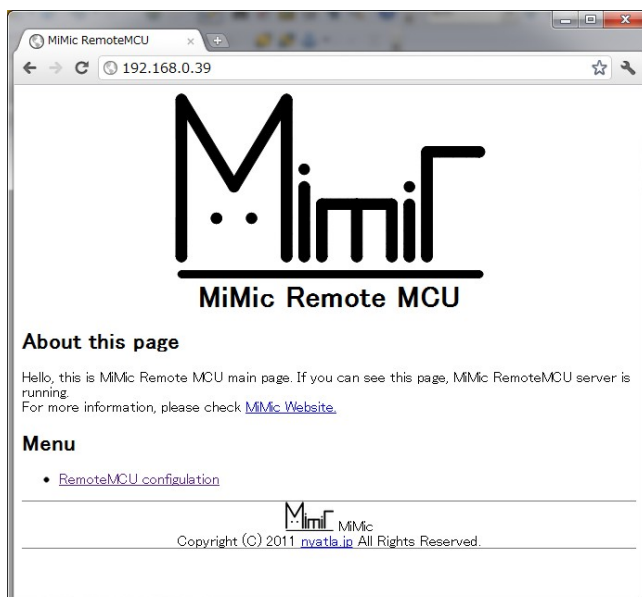 MiMic RemoteMCU
192.168.0.39
MiMic
MiMic Remote MCU
About this page
Hello, this is MiMic Remote MCU main page. If you can see this page, MiMic RemoteMCU server is
running.
For more information, please check MiMic Website.
Menu
RemoteMCU configulation
MiMic MiMic
Copyright (C) 2011 nyatla.jp All Rights Reserved.